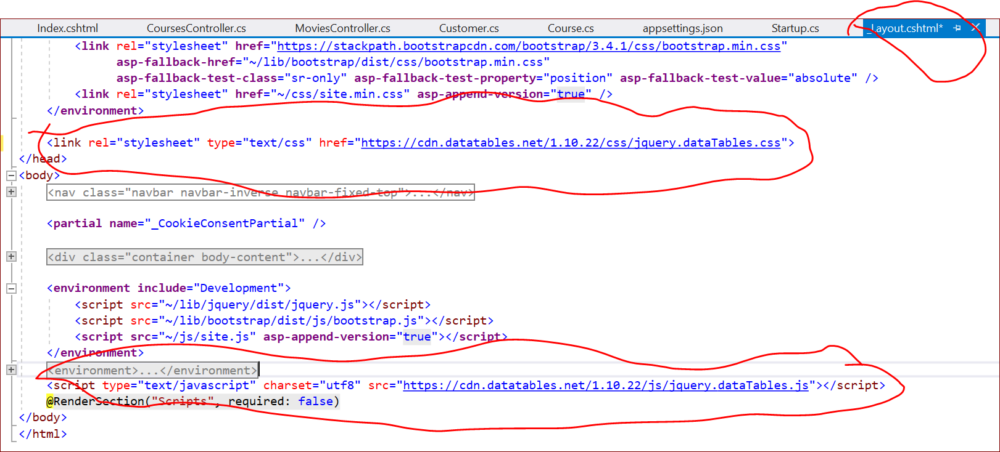 Index.cshtml CoursesController.cs MoviesController.cs Customer.cs Course.cs appsettings.json Startup.cs _Layout.cshtml*
<link rel="stylesheet" href="https://stackpath.bootstrapcdn.com/bootstrap/3.4.1/css/bootstrap.min.css"
asp-fallback-href="~/lib/bootstrap/dist/css/bootstrap.min.css"
asp-fallback-test-class="sr-only" asp-fallback-test-property="position" asp-fallback-test-value="absolute" />
<link rel="stylesheet" href="~/css/site.min.css" asp-append-version="true" />
</environment>
<link rel="stylesheet" type="text/css" href="https://cdn.datatables.net/1.10.22/css/jquery.dataTables.css">
</head>
<body>
<nav class="navbar navbar-inverse navbar-fixed-top">...</nav>
<partial name="_CookieConsentPartial" />
<div class="container body-content">...</div>
<environment include="Development">
<script src="~/lib/jquery/dist/jquery.js"></script>
<script src="~/lib/bootstrap/dist/js/bootstrap.js"></script>
<script src="~/js/site.js" asp-append-version="true"></script>
</environment>
<environment>...</environment>
<script type="text/javascript" charset="utf8" src="https://cdn.datatables.net/1.10.22/js/jquery.dataTables.js"></script>
@RenderSection("Scripts", required: false)
</body>
</html>